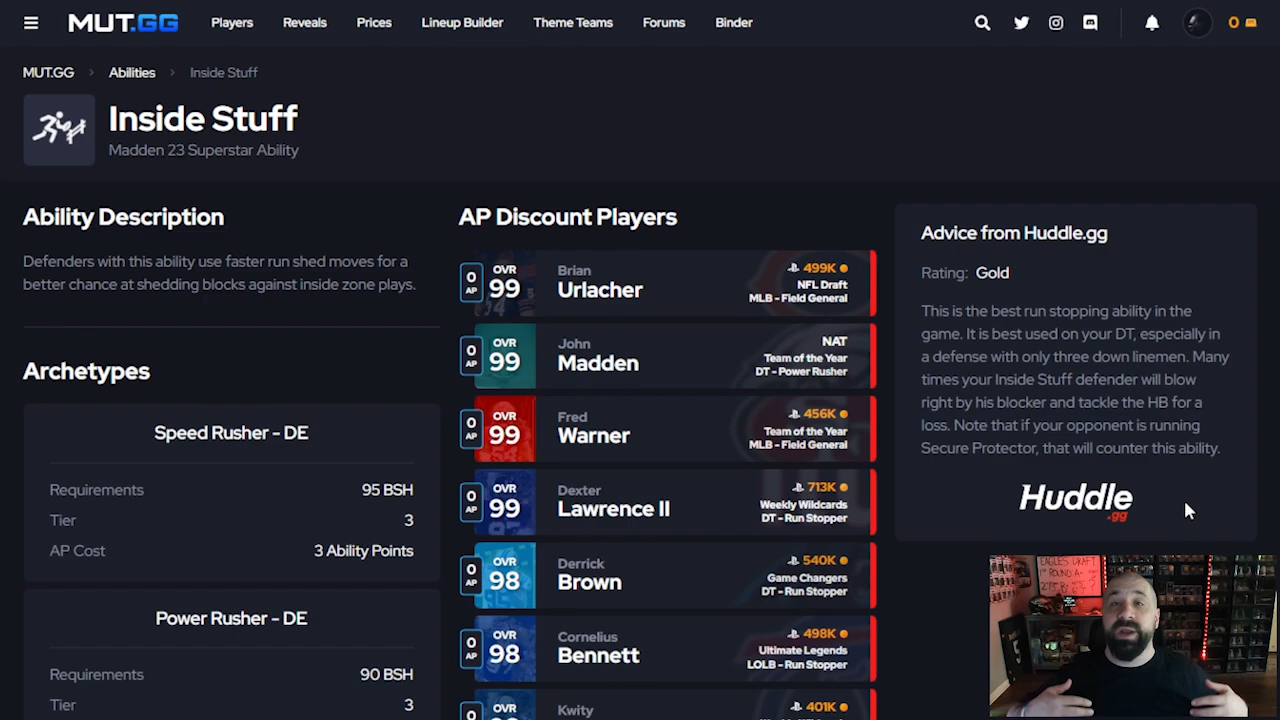 MUT.GG
Players
Reveals
Prices
Lineup Builder
Theme Teams
Forums
Binder
0
MUT.GG > Abilities > Inside Stuff
Inside Stuff
Madden 23 Superstar Ability
Ability Description
Defenders with this ability use faster run shed moves for a
better chance at shedding blocks against inside zone plays.
Archetypes
Speed Rusher - DE
Requirements 95 BSH
Tier 3
AP Cost 3 Ability Points
Power Rusher - DE
Requirements 90 BSH
Tier 3
AP Discount Players
0 AP OVR 99
Brian
Urlacher
499K
NFL Draft
MLB - Field General
0 AP OVR 99
John
Madden
NAT
Team of the Year
DT - Power Rusher
0 AP OVR 99
Fred
Warner
456K
Team of the Year
MLB - Field General
0 AP OVR 99
Dexter
Lawrence II
713K
Weekly Wildcards
DT - Run Stopper
0 AP OVR 98
Derrick
Brown
540K
Game Changers
DT - Run Stopper
0 AP OVR 98
Cornelius
Bennett
498K
Ultimate Legends
LOLB - Run Stopper
0 OVR
Kwity
401K
Advice from Huddle.gg
Rating: Gold
This is the best run stopping ability in the
game. It is best used on your DT, especially in
a defense with only three down linemen. Many
times your Inside Stuff defender will blow
right by his blocker and tackle the HB for a
loss. Note that if your opponent is running
Secure Protector, that will counter this ability.
Huddle
.gg
EAGLES DRAFT